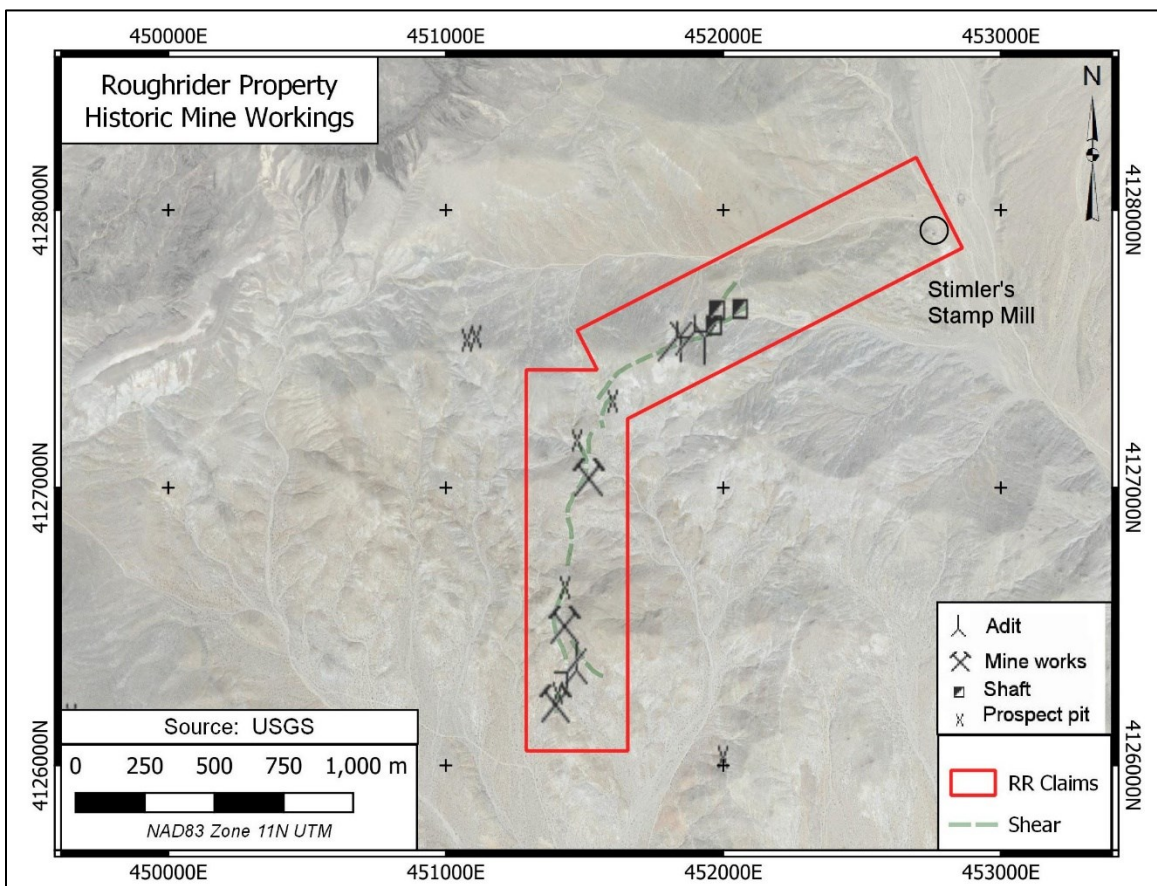 450000E
451000E
452000E
453000E
Roughrider Property
Historic Mine Workings
N
4128000N
4128000N
Stimler's
Stamp Mill
4127000N
4127000N
Adit
Mine works
Shaft
Prospect pit
Source: USGS
0 250 500 750 1,000 m
NAD83 Zone 11N UTM
4126000N
4126000N
RR Claims
Shear
450000E
451000E
452000E
453000E